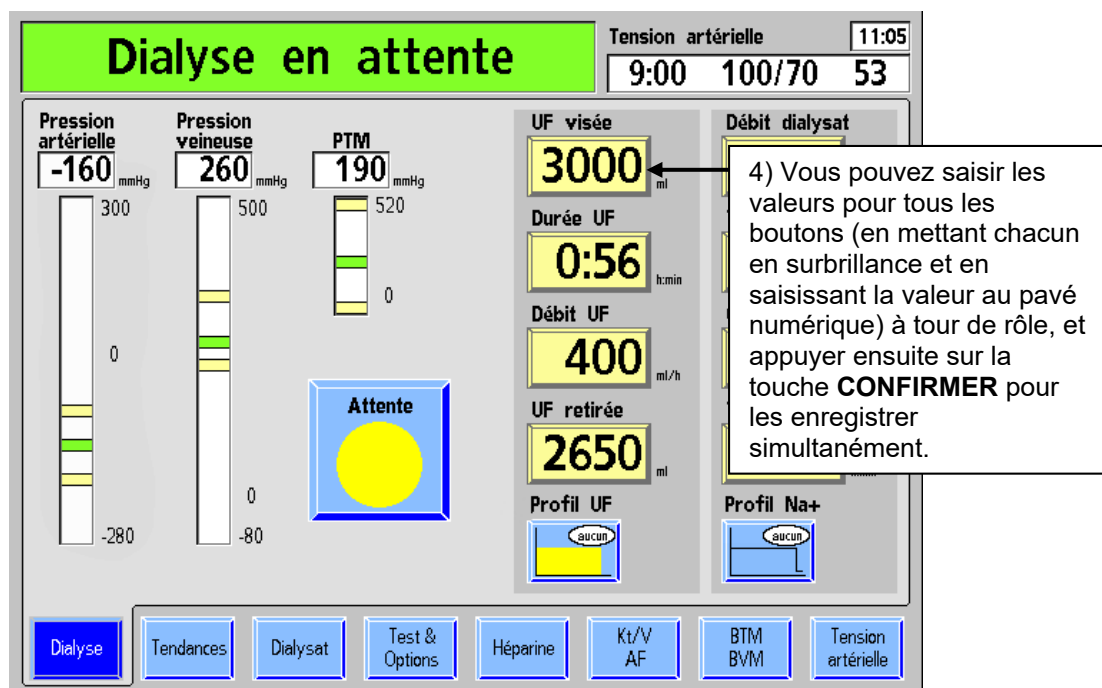 Dialyse en attente
Tension artérielle 11:05
9:00 100/70 53
Pression artérielle
-160 mmHg
300
0
-280
Pression veineuse
260 mmHg
500
0
-80
PTM
190 mmHg
520
0
Attente
UF visée
3000 ml
Durée UF
0:56 h:min
Débit UF
400 ml/h
UF retirée
2650 ml
Profil UF
aucun
Débit dialysat
4) Vous pouvez saisir les
valeurs pour tous les
boutons (en mettant chacun
en surbrillance et en
saisissant la valeur au pavé
numérique) à tour de rôle, et
appuyer ensuite sur la
touche CONFIRMER pour
les enregistrer
simultanément.
Profil Na+
aucun
Dialyse
Tendances
Dialysat
Test &
Options
Héparine
Kt/V
AF
BTM
BVM
Tension
artérielle